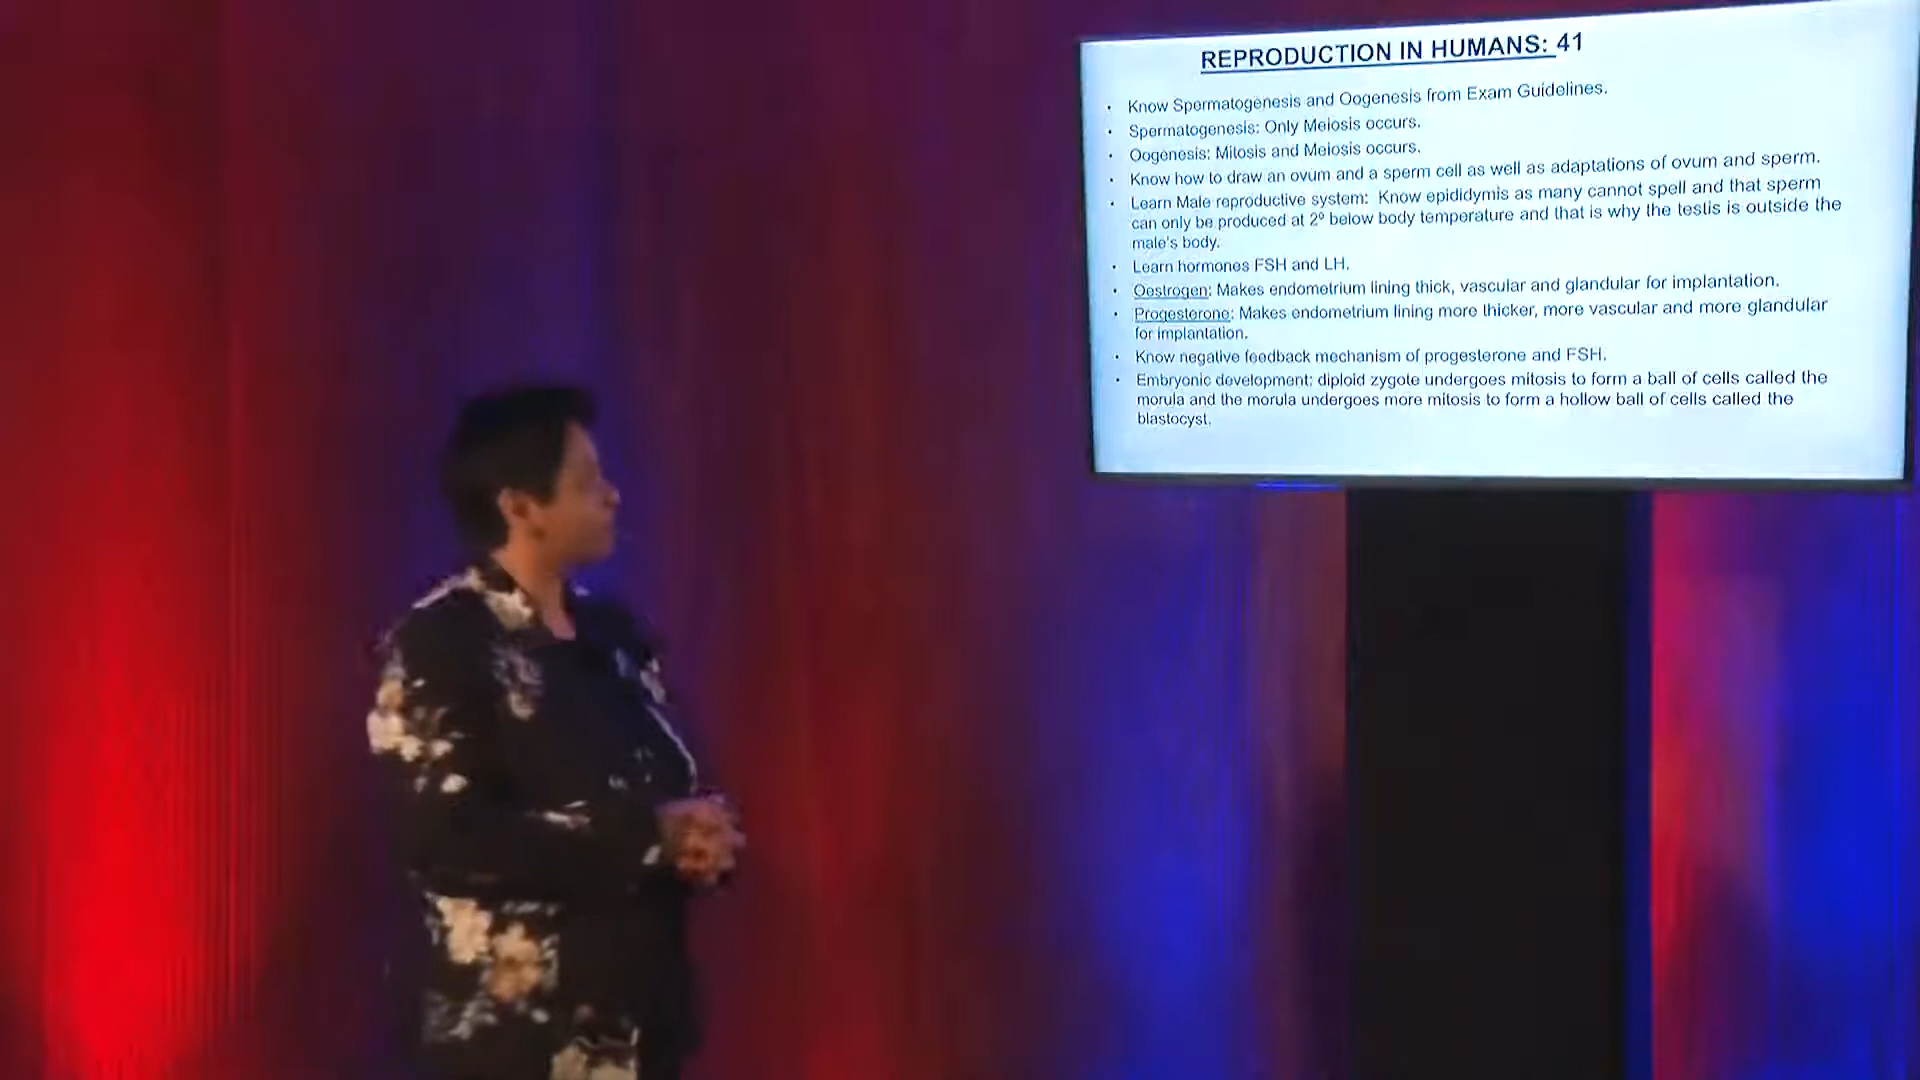 REPRODUCTION IN HUMANS: 41
• Know Spermatogenesis and Oogenesis from Exam Guidelines.
• Spermatogenesis: Only Meiosis occurs.
• Oogenesis: Mitosis and Meiosis occurs.
• Know how to draw an ovum and a sperm cell as well as adaptations of ovum and sperm.
• Learn Male reproductive system: Know epididymis as many cannot spell and that sperm
can only be produced at 2º below body temperature and that is why the testis is outside the
male's body.
• Learn hormones FSH and LH.
• Oestrogen: Makes endometrium lining thick, vascular and glandular for implantation.
• Progesterone: Makes endometrium lining more thicker, more vascular and more glandular
for implantation.
• Know negative feedback mechanism of progesterone and FSH.
• Embryonic development: diploid zygote undergoes mitosis to form a ball of cells called the
morula and the morula undergoes more mitosis to form a hollow ball of cells called the
blastocyst.